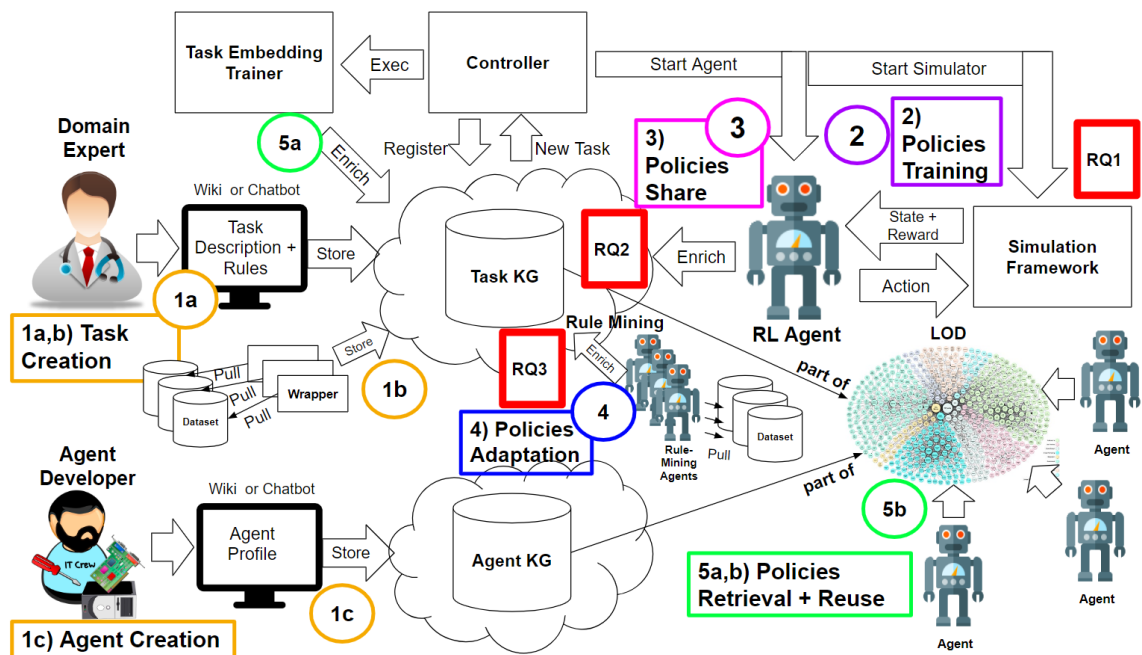 Task Embedding
Trainer
Exec
Controller
Start Agent
Start Simulator
Domain
Expert
5a
Enrich
Register
New Task
3)
Policies
Share
3
2
2)
Policies
Training
RQ1
Wiki or Chatbot
Task
Description +
Rules
Store
Task KG
RQ2
Enrich
State +
Reward
Action
Simulation
Framework
RL Agent
1a
1a,b) Task
Creation
Pull
Pull
Pull
Dataset
Wrapper
Store
1b
RQ3
Rule Mining
Enrich
4
4) Policies
Adaptation
Rule-
Mining
Agents
Pull
Dataset
part of
part of
LOD
Agent
Agent
Agent
5b
5a,b) Policies
Retrieval + Reuse
Agent
Developer
IT Crew
Wiki or Chatbot
Agent
Profile
Store
Agent KG
1c
1c) Agent Creation